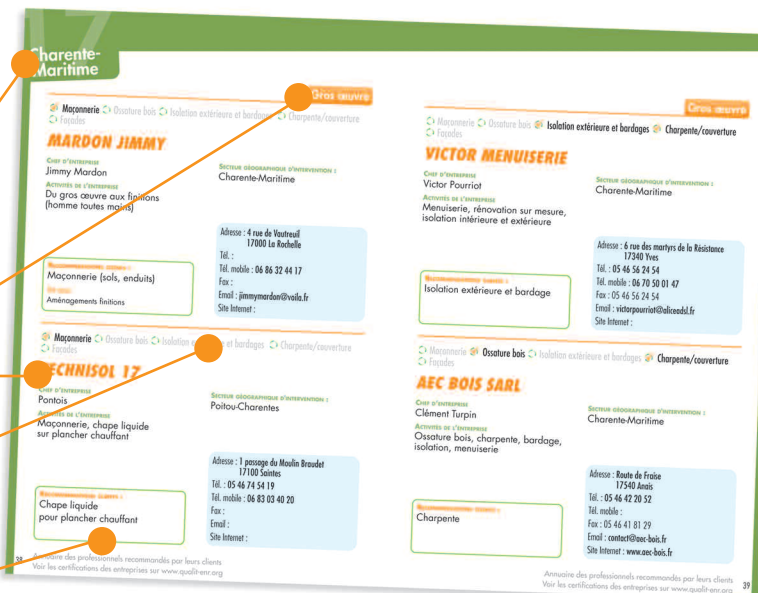 17
Charente-
Maritime
Gros œuvre
Maçonnerie Ossature bois Isolation extérieure et bardages Charpente/couverture
Façades
MARDON JIMMY
Chef d'entreprise
Jimmy Mardon
Activités de l'entreprise
Du gros œuvre aux finitions
(homme toutes mains)
Secteur géographique d'intervention :
Charente-Maritime
Adresse : 4 rue de Vautreuil
17000 La Rochelle
Tél. :
Tél. mobile : 06 86 32 44 17
Fax :
Email : jimmymardon@voila.fr
Site Internet :
Maçonnerie (sols, enduits)
Aménagements finitions
Maçonnerie Ossature bois Isolation et bardages Charpente/couverture
Façades
TECHNISOL 17
Chef d'entreprise
Pontois
Activités de l'entreprise
Maçonnerie, chape liquide
sur plancher chauffant
Secteur géographique d'intervention :
Poitou-Charentes
Adresse : 1 passage du Moulin Braudet
17100 Saintes
Tél. : 05 46 74 54 19
Tél. mobile : 06 83 03 40 20
Fax :
Email :
Site Internet :
Chape liquide
pour plancher chauffant
38
Annuaire des professionnels recommandés par leurs clients
Voir les certifications des entreprises sur www.qualit-enr.org
Gros œuvre
Maçonnerie Ossature bois Isolation extérieure et bardages Charpente/couverture
Façades
VICTOR MENUISERIE
Chef d'entreprise
Victor Pourriot
Activités de l'entreprise
Menuiserie, rénovation sur mesure,
isolation intérieure et extérieure
Secteur géographique d'intervention :
Charente-Maritime
Adresse : 6 rue des martyrs de la Résistance
17340 Yves
Tél. : 05 46 56 24 54
Tél. mobile : 06 70 50 01 47
Fax : 05 46 56 24 54
Email : victorpourriot@aliceadsl.fr
Site Internet :
Isolation extérieure et bardage
Maçonnerie Ossature bois Isolation extérieure et bardages Charpente/couverture
Façades
AEC BOIS SARL
Chef d'entreprise
Clément Turpin
Activités de l'entreprise
Ossature bois, charpente, bardage,
isolation, menuiserie
Secteur géographique d'intervention :
Charente-Maritime
Adresse : Route de Fraise
17540 Anais
Tél. : 05 46 42 20 52
Tél. mobile :
Fax : 05 46 41 81 29
Email : contact@aec-bois.fr
Site Internet : www.aec-bois.fr
Charpente
Annuaire des professionnels recommandés par leurs clients
Voir les certifications des entreprises sur www.qualit-enr.org
39